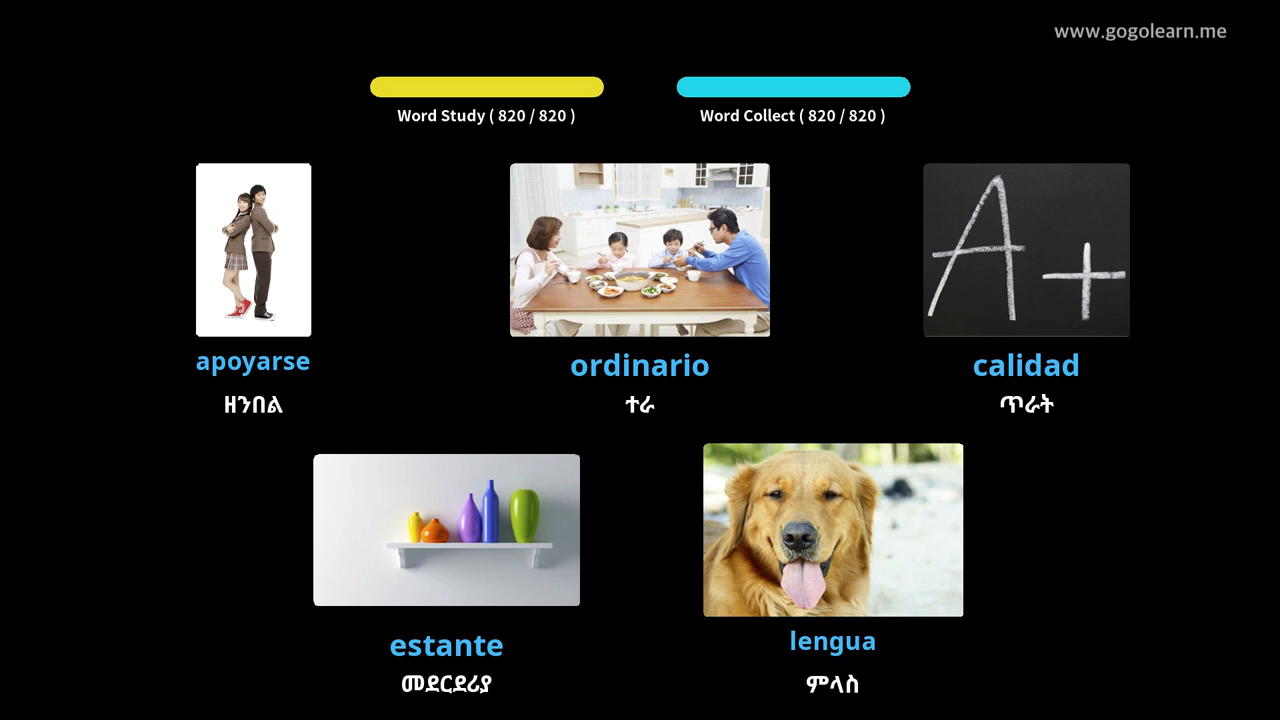 www.gogolearn.me
Word Study ( 820 / 820 )
Word Collect ( 820 / 820 )
apoyarse
ዘንበል
ordinario
ተራ
calidad
ጥራት
A+
estante
መደርደሪያ
lengua
ምላስ